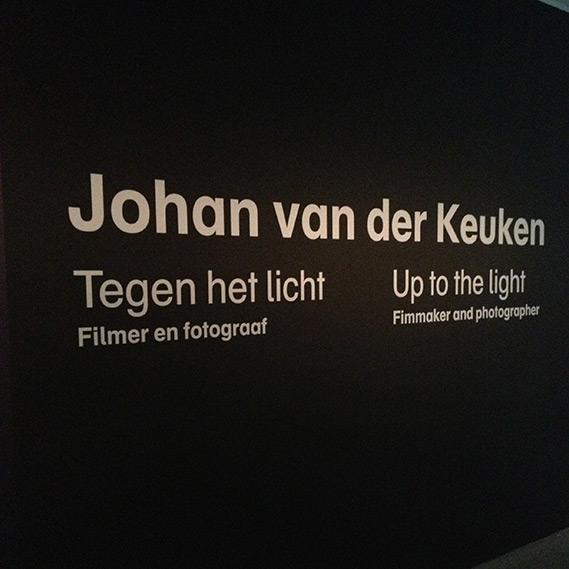 Johan van der Keuken
Tegen het licht
Filmer en fotograaf
Up to the light
Fimmaker and photographer